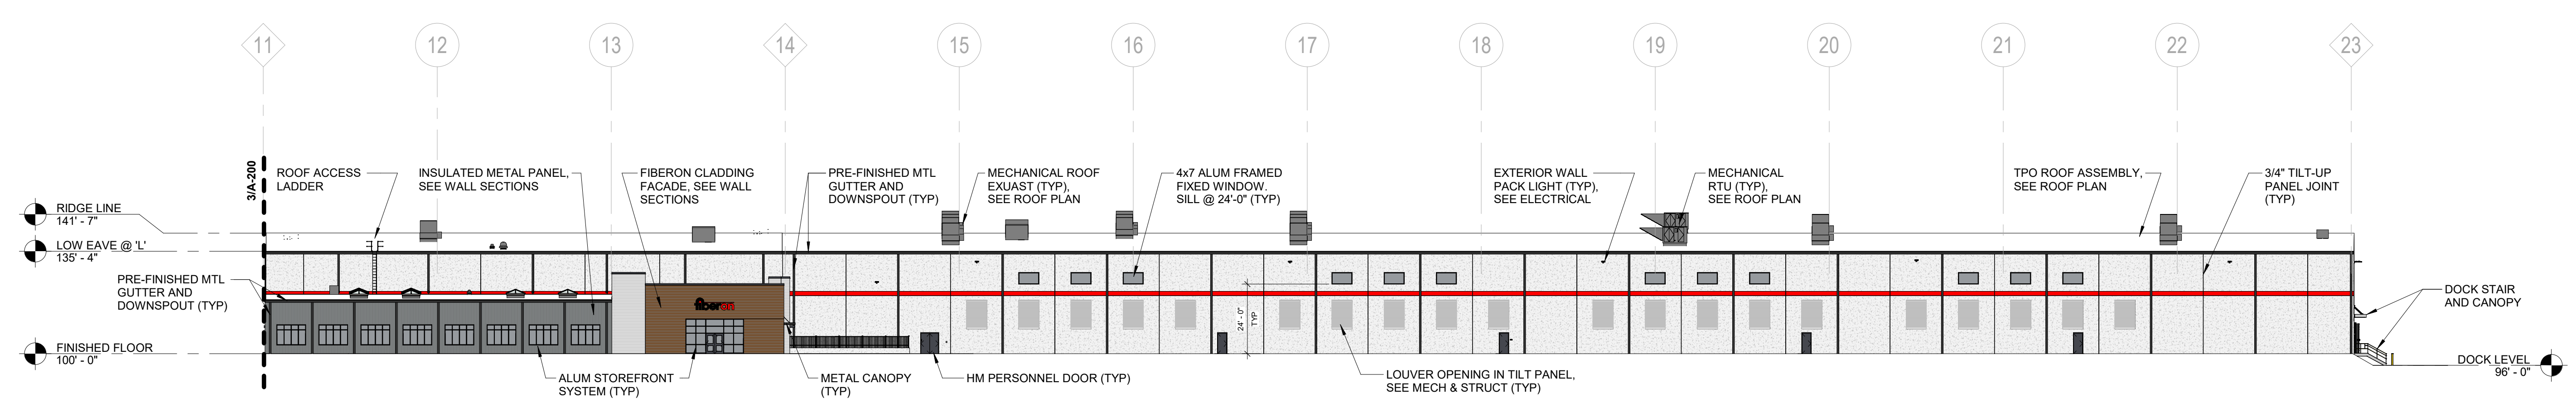 11
12
13
14
15
16
17
18
19
20
21
22
23
3/A-200
ROOF ACCESS
LADDER
INSULATED METAL PANEL,
SEE WALL SECTIONS
FIBERON CLADDING
FACADE, SEE WALL
SECTIONS
PRE-FINISHED MTL
GUTTER AND
DOWNSPOUT (TYP)
MECHANICAL ROOF
EXUAST (TYP),
SEE ROOF PLAN
4x7 ALUM FRAMED
FIXED WINDOW.
SILL @ 24'-0" (TYP)
EXTERIOR WALL
PACK LIGHT (TYP),
SEE ELECTRICAL
MECHANICAL
RTU (TYP),
SEE ROOF PLAN
TPO ROOF ASSEMBLY,
SEE ROOF PLAN
3/4" TILT-UP
PANEL JOINT
(TYP)
RIDGE LINE
141' - 7"
LOW EAVE @ 'L'
135' - 4"
PRE-FINISHED MTL
GUTTER AND
DOWNSPOUT (TYP)
fiberon
24' - 0"
TYP
DOCK STAIR
AND CANOPY
FINISHED FLOOR
100' - 0"
DOCK LEVEL
96' - 0"
ALUM STOREFRONT
SYSTEM (TYP)
METAL CANOPY
(TYP)
HM PERSONNEL DOOR (TYP)
LOUVER OPENING IN TILT PANEL,
SEE MECH & STRUCT (TYP)